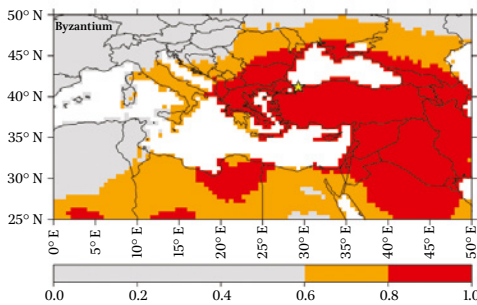 50° N
Byzantium
45° N
40° N
35° N
30° N
25° N
0° E
5° E
10° E
15° E
20° E
25° E
30° E
35° E
40° E
45° E
50° E
0.0
0.2
0.4
0.6
0.8
1.0